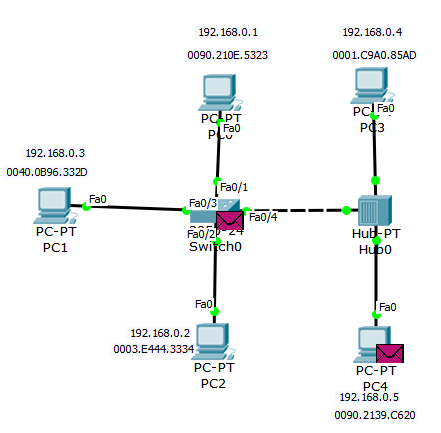 192.168.0.1
0090.210E.5323
PC-PT
Fa0
192.168.0.4
0001.C9A0.85AD
Fa0
PC3
192.168.0.3
0040.0B96.332D
Fa0
PC-PT
PC1
Fa0/1
Fa0/3
Fa0/4
Fa0/2
Switch0
Hub-PT
Hub0
Fa0
192.168.0.2
0003.E444.3334
PC-PT
PC2
Fa0
PC-PT
PC4
192.168.0.5
0090.2139.C620